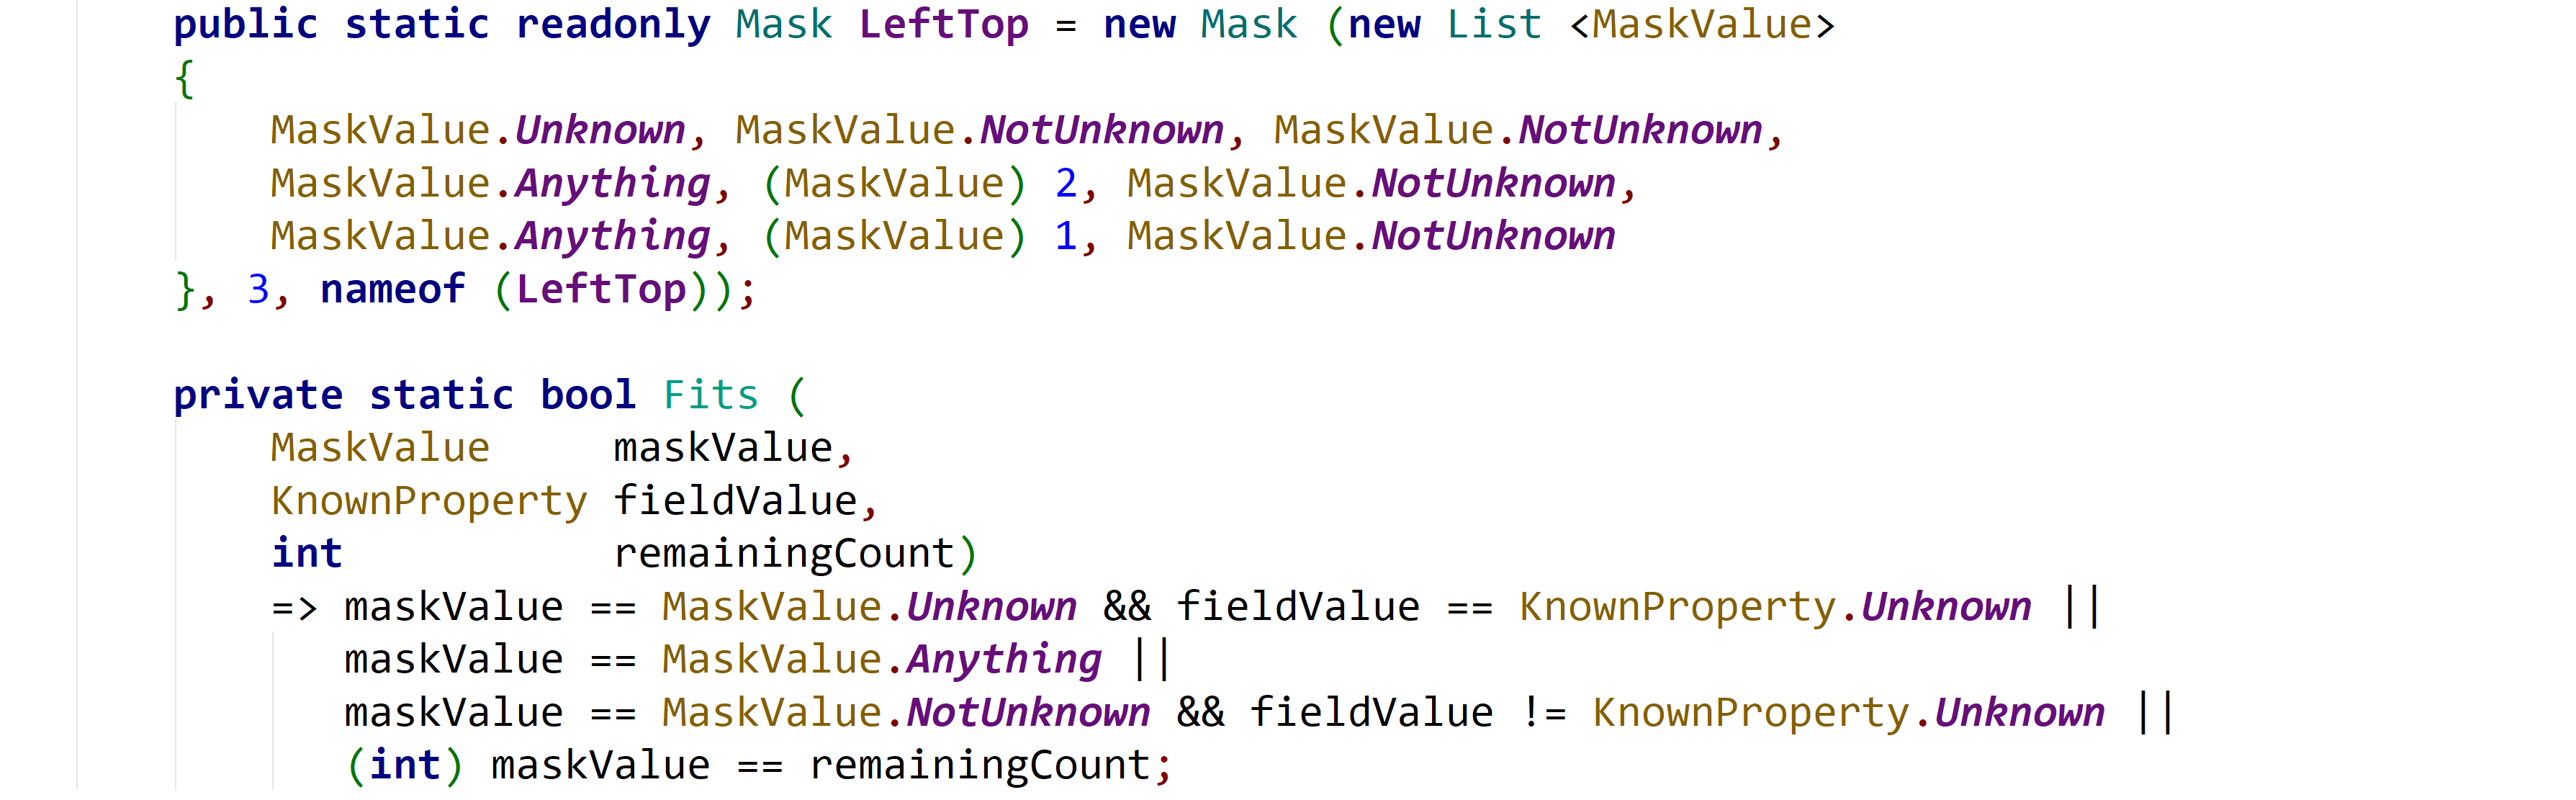 public static readonly Mask LeftTop = new Mask (new List <MaskValue>
{
    MaskValue.Unknown, MaskValue.NotUnknown, MaskValue.NotUnknown,
    MaskValue.Anything, (MaskValue) 2, MaskValue.NotUnknown,
    MaskValue.Anything, (MaskValue) 1, MaskValue.NotUnknown
}, 3, nameof (LeftTop));

private static bool Fits (
    MaskValue     maskValue,
    KnownProperty fieldValue,
    int           remainingCount)
    => maskValue == MaskValue.Unknown && fieldValue == KnownProperty.Unknown ||
       maskValue == MaskValue.Anything ||
       maskValue == MaskValue.NotUnknown && fieldValue != KnownProperty.Unknown ||
       (int) maskValue == remainingCount;